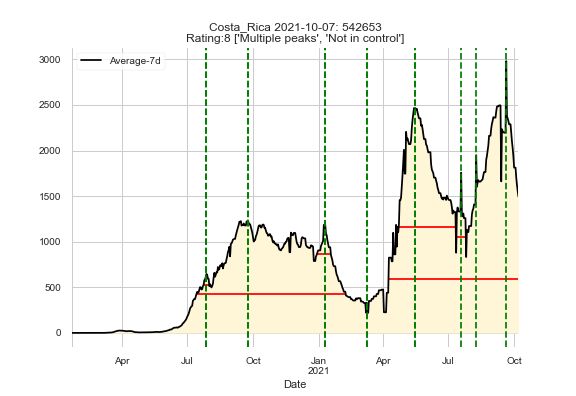 Costa_Rica 2021-10-07: 542653
Rating:8 ['Multiple peaks', 'Not in control']
Average-7d
3000
2500
2000
1500
1000
500
0
Apr Jul Oct Jan Apr Jul Oct
2021
Date